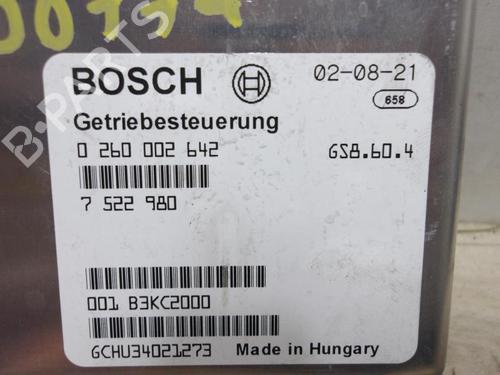 BOSCH 02-08-21
658
Getriebesteuerung
0 260 002 642 GS8.60.4
7 522 980
001 B3KC2000
GCHU34021273 Made in Hungary
B-PARTS